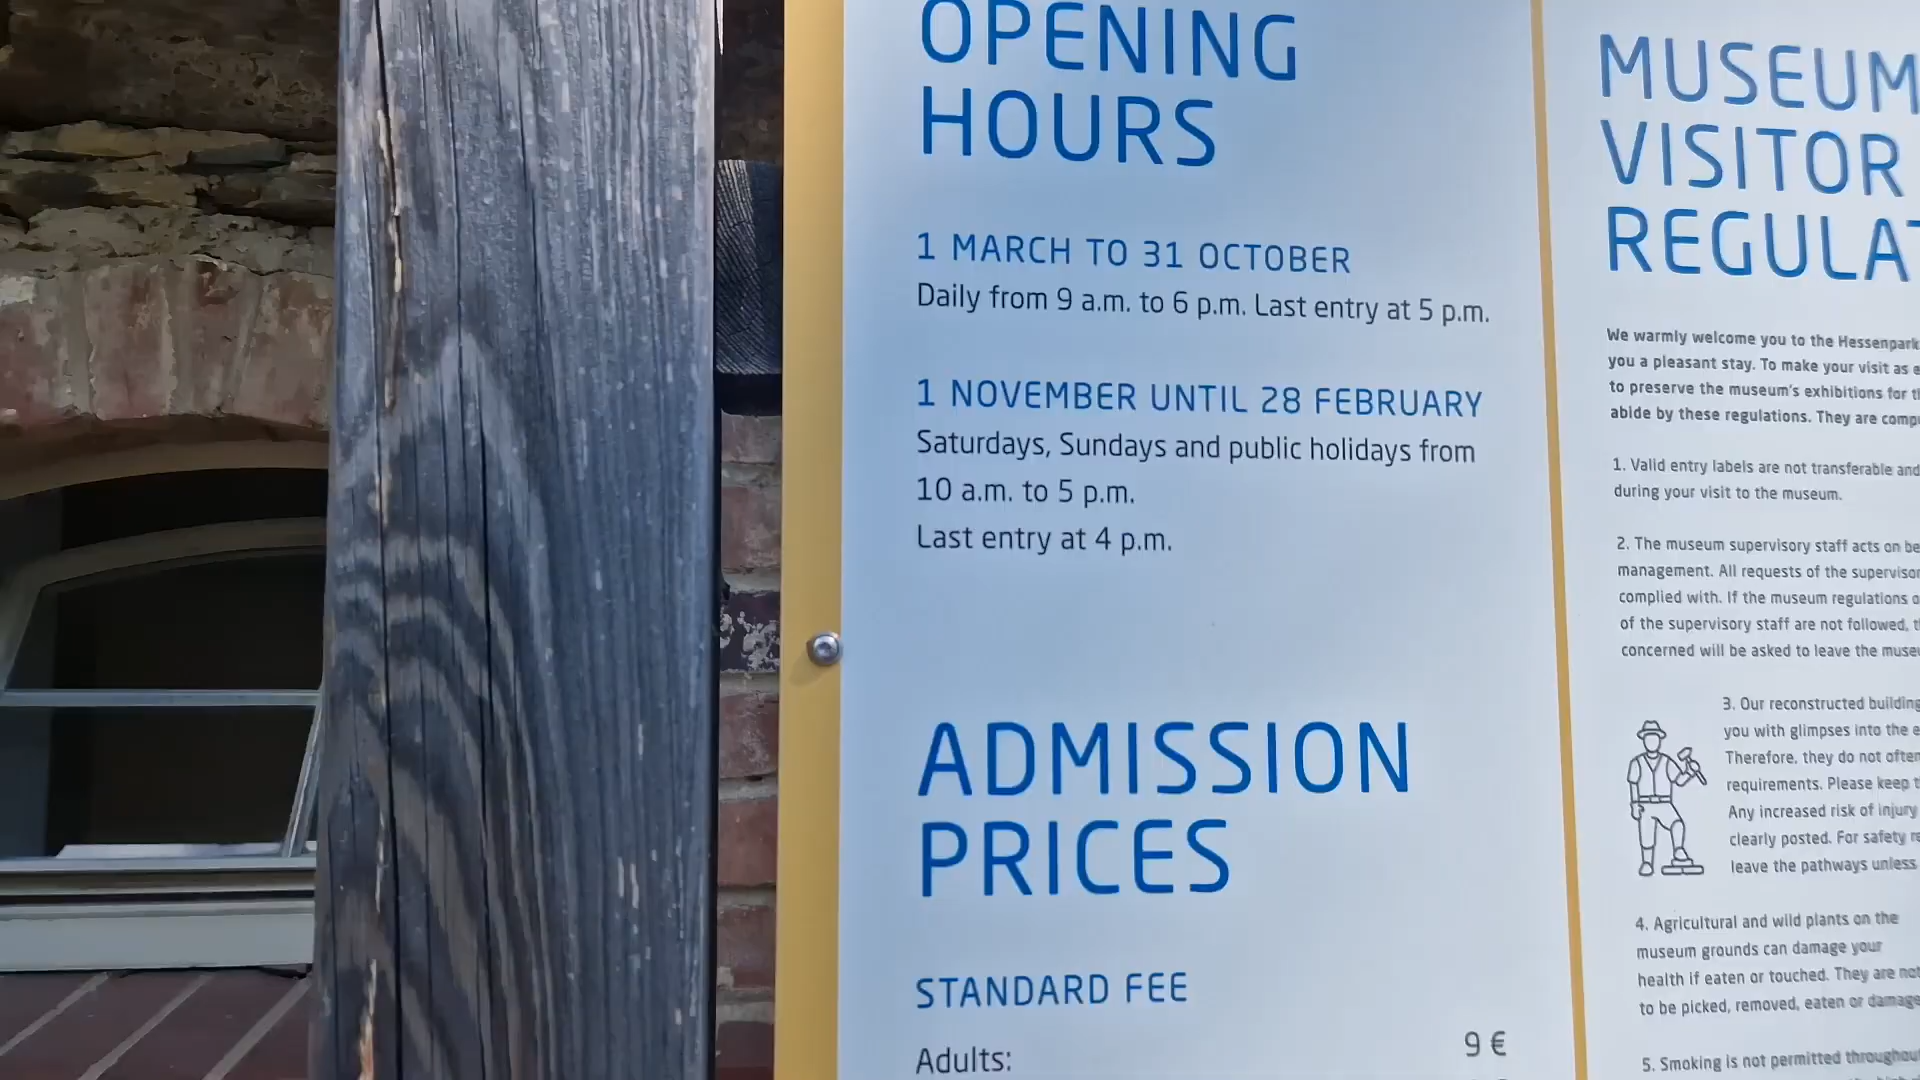 OPENING
HOURS
1 MARCH TO 31 OCTOBER
Daily from 9 a.m. to 6 p.m. Last entry at 5 p.m.
1 NOVEMBER UNTIL 28 FEBRUARY
Saturdays, Sundays and public holidays from
10 a.m. to 5 p.m.
Last entry at 4 p.m.
ADMISSION
PRICES
STANDARD FEE
Adults: 9 €
MUSEUM
VISITOR
We warmly welcome you to the Hessenpark
you a pleasant stay. To make your visit as
to preserve the museum's exhibitions for
abide by these regulations. They are
1. Valid entry labels are not transferable and
during your visit to the museum.
2. The museum supervisory staff acts on
management. All requests of the
complied with. If the museum regulations
of the supervisory staff are not followed,
concerned will be asked to leave the
3. Our reconstructed
you with glimpses into the
Therefore, they do not often
requirements. Please keep
Any increased risk of injury
clearly posted. For safety
leave the pathways unless
4. Agricultural and wild plants on the
museum grounds can damage your
health if eaten or touched. They are not
to be picked, removed, eaten or
5. Smoking is not permitted